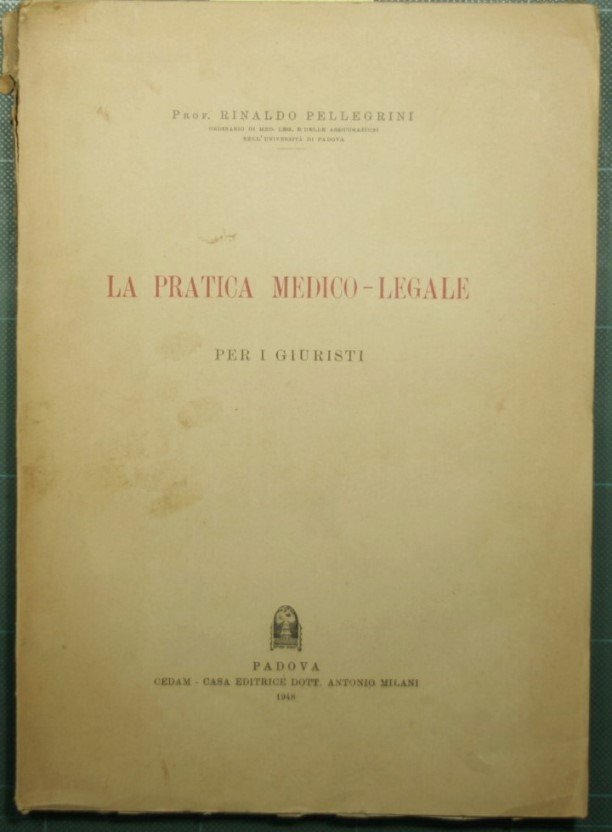 PROF. RINALDO PELLEGRINI
ORDINARIO DI MED. LEG. E DELLE ASSICURAZIONI
NELL'UNIVERSITÀ DI PADOVA
LA PRATICA MEDICO-LEGALE
PER I GIURISTI
PADOVA
CEDAM - CASA EDITRICE DOTT. ANTONIO MILANI
1948